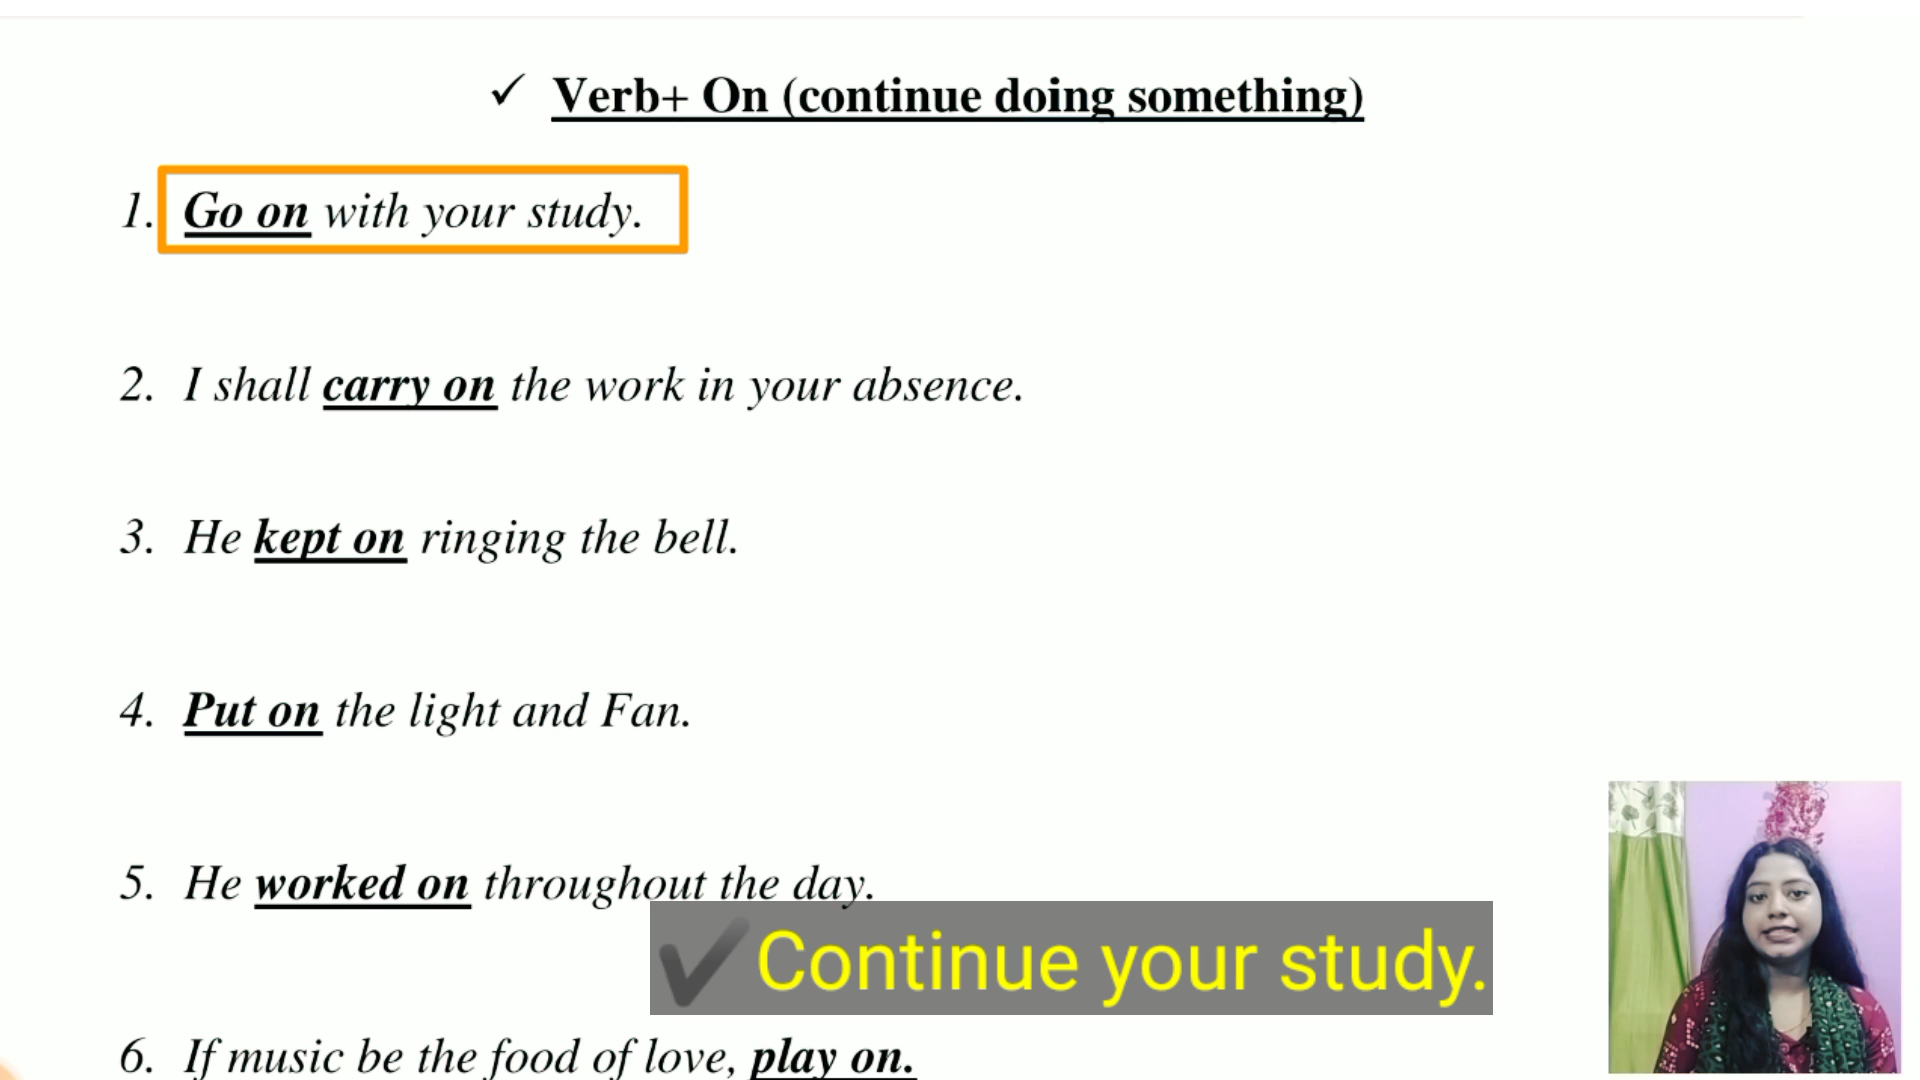 ✓ Verb+ On (continue doing something)
1. Go on with your study.
2. I shall carry on the work in your absence.
3. He kept on ringing the bell.
4. Put on the light and Fan.
5. He worked on throughout the day.
✔Continue your study.
6. If music be the food of love, play on.